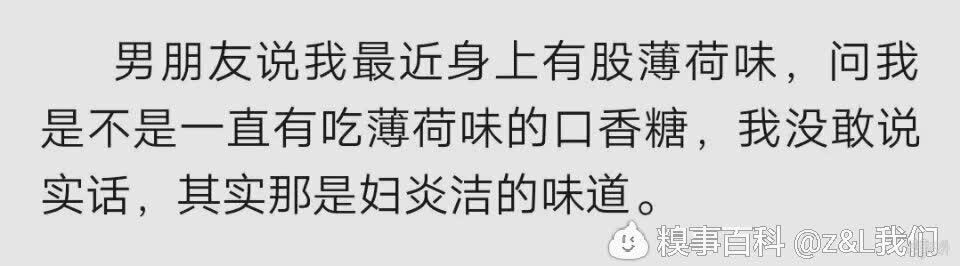 男朋友说我最近身上有股薄荷味，问我
是不是一直有吃薄荷味的口香糖，我没敢说
实话，其实那是妇炎洁的味道。
糗事百科 @z&L我们